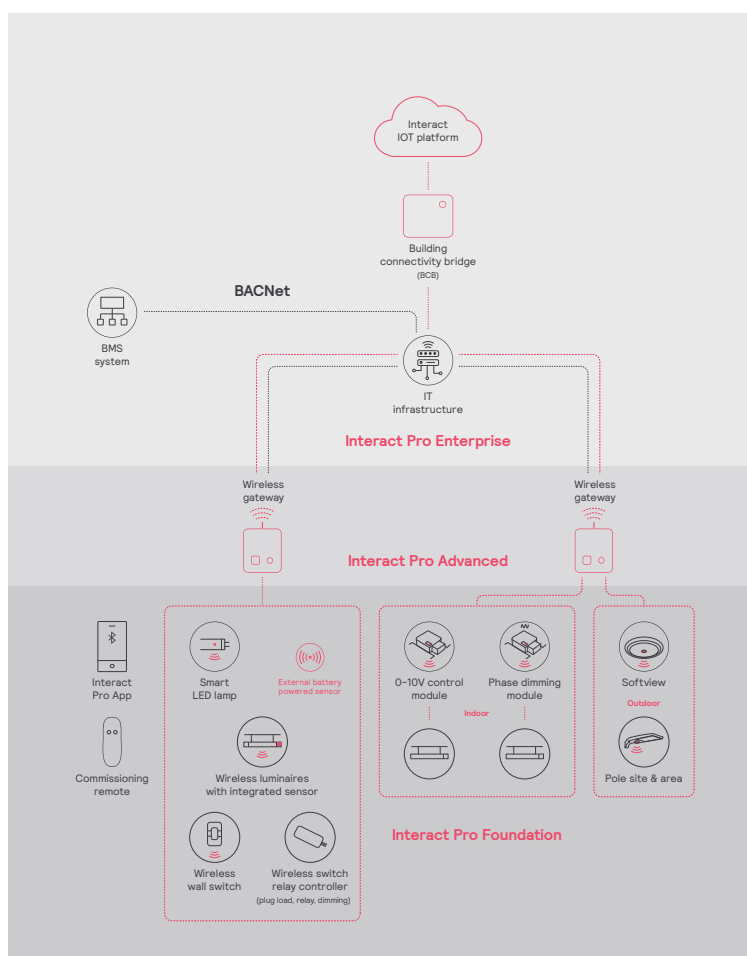 Interact
IOT platform
Building
connectivity bridge
(BCB)
BACNet
BMS
system
IT
infrastructure
Interact Pro Enterprise
Wireless
gateway
Wireless
gateway
Interact Pro Advanced
Interact
Pro App
Smart
LED lamp
External battery
powered sensor
0-10V control
module
Phase dimming
module
Softview
Indoor
Outdoor
Commissioning
remote
Wireless luminaires
with integrated sensor
Pole site & area
Interact Pro Foundation
Wireless
wall switch
Wireless switch
relay controller
(plug load, relay, dimming)